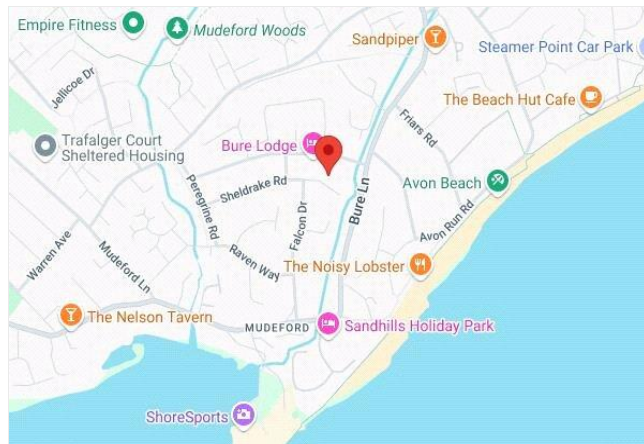 Empire Fitness
Mudeford Woods
Sandpiper
Steamer Point Car Park
Jellicoe Dr
The Beach Hut Cafe
Friars Rd
Trafalger Court
Sheltered Housing
Bure Lodge
Sheldrake Rd
Avon Beach
Peregrine Rd
Falcon Dr
Bure Ln
Avon Run Rd
Warren Ave
Mudeford Ln
Raven Way
The Noisy Lobster
The Nelson Tavern
MUDEFORD
Sandhills Holiday Park
ShoreSports